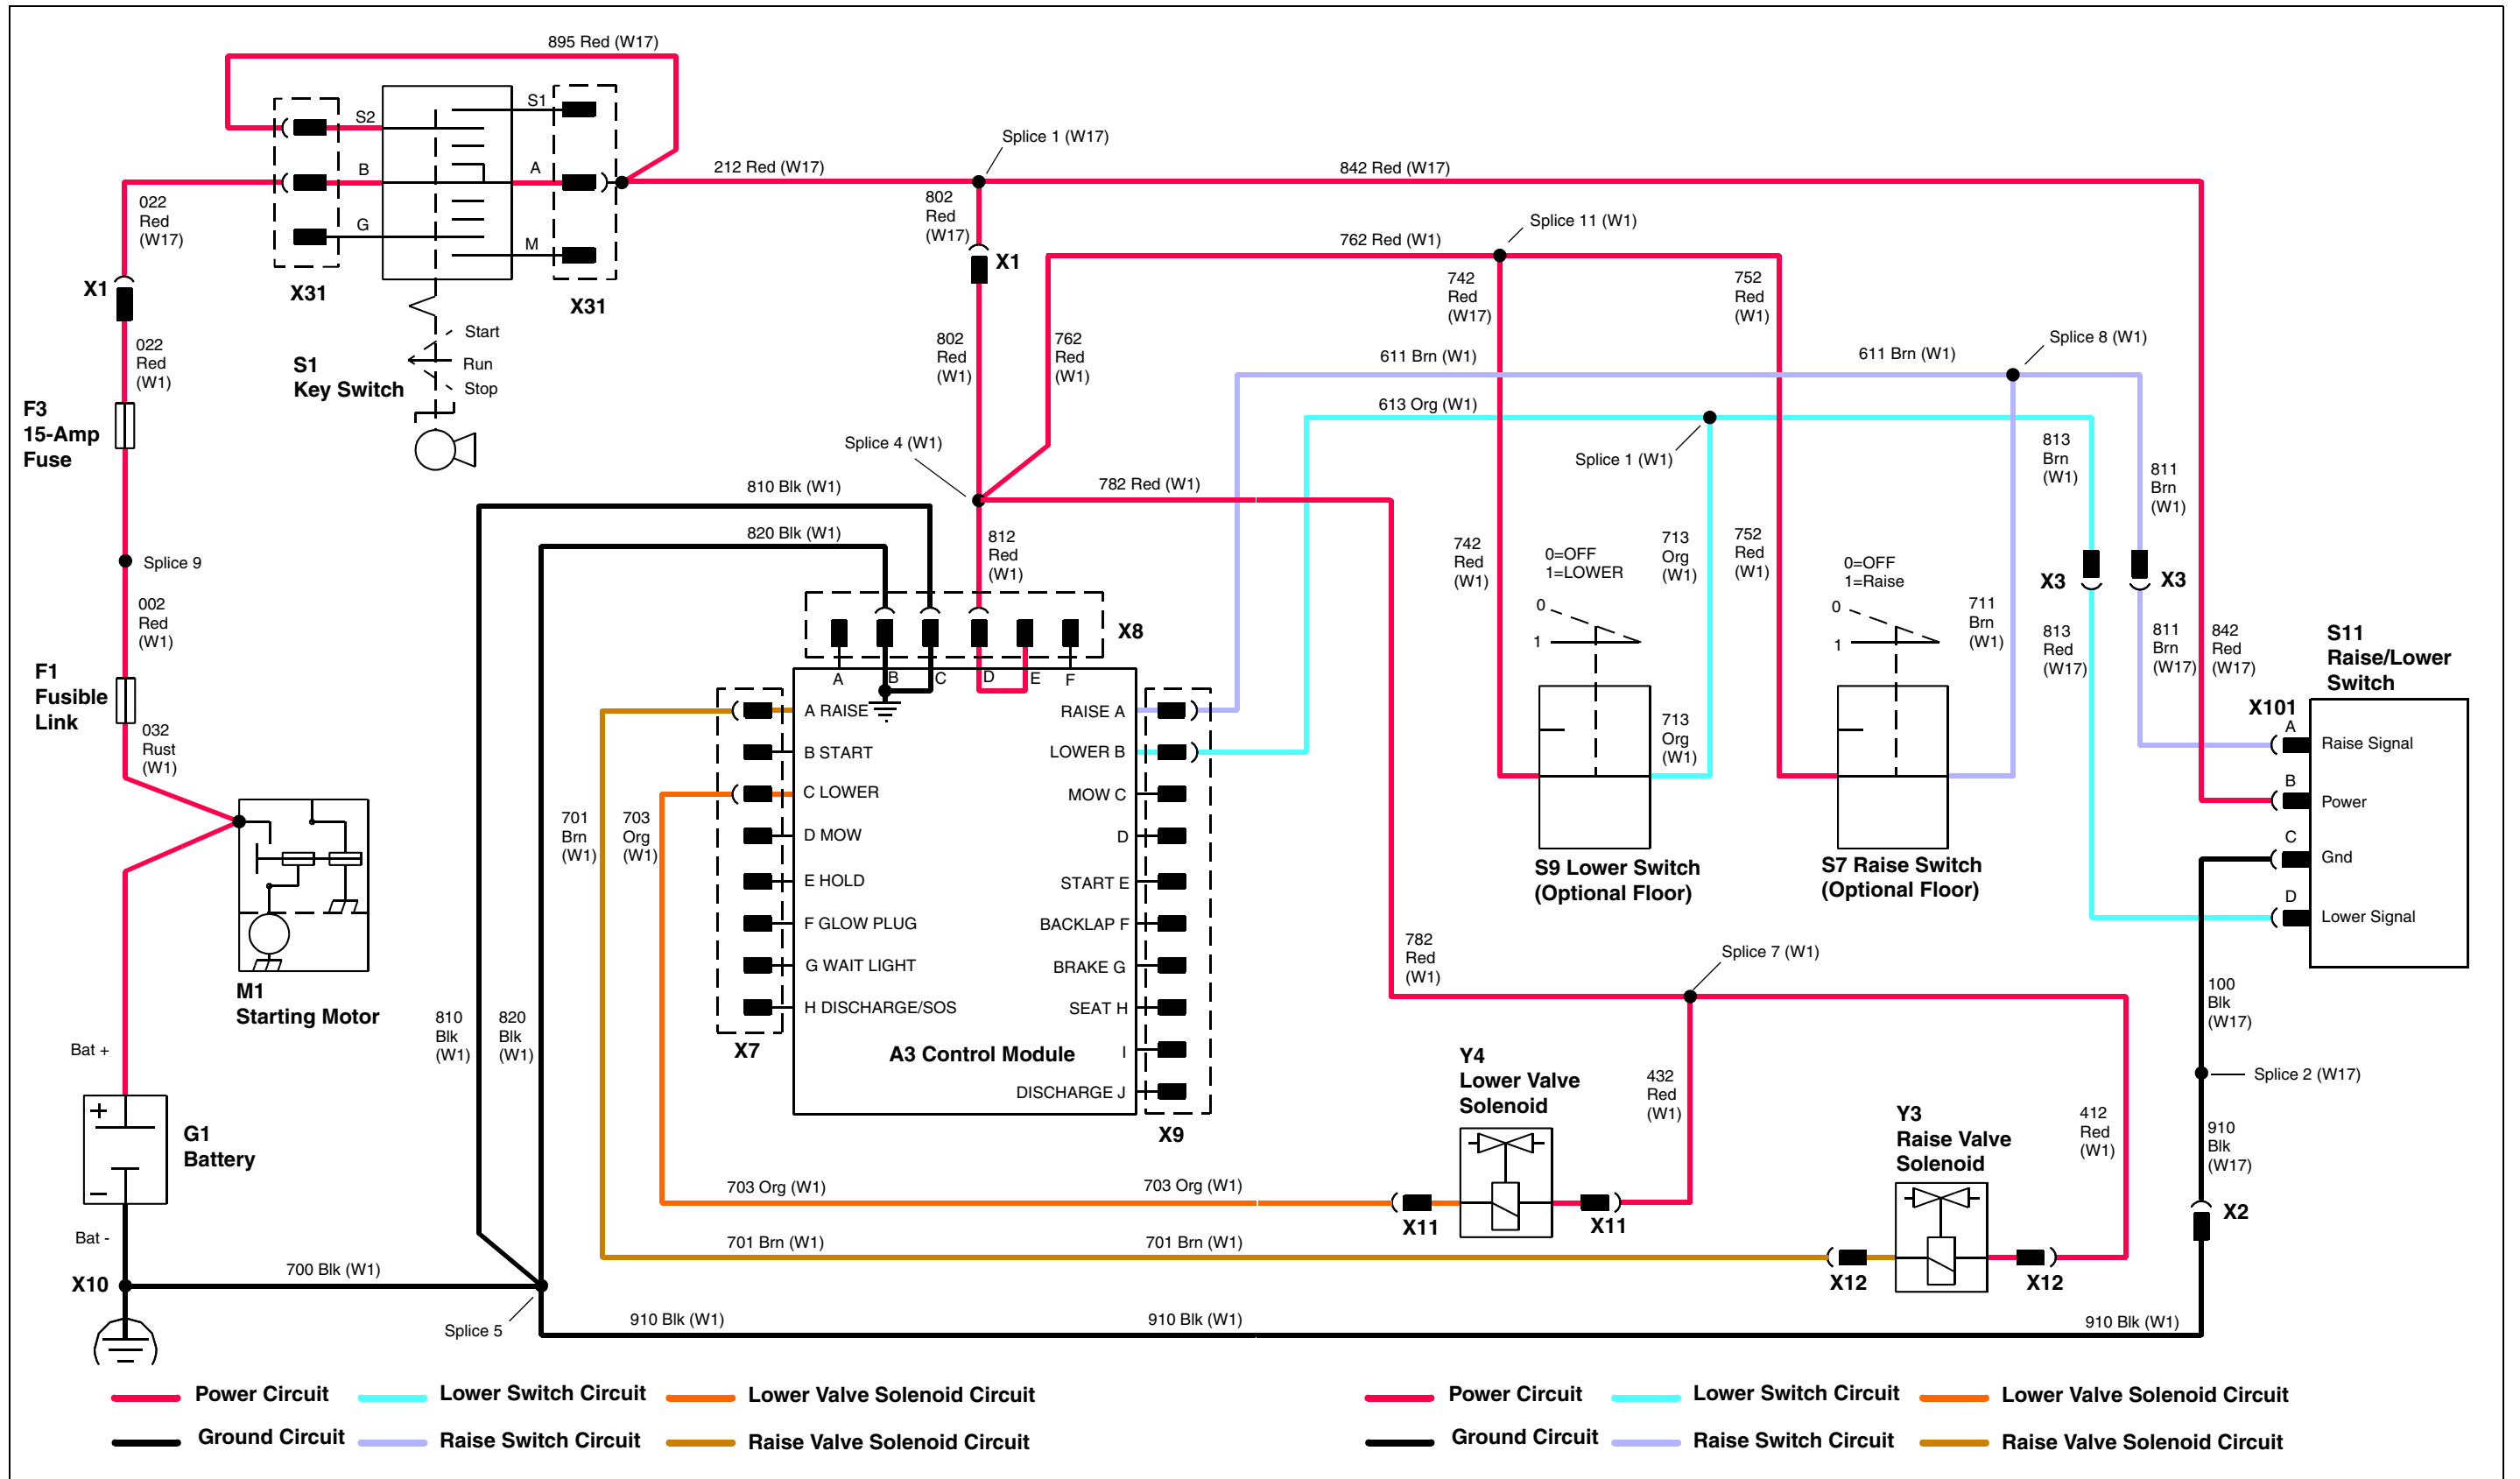 895 Red (W17)
S2
S1
B
A
G
M
X31
X31
022
Red
(W17)
X1
022
Red
(W1)
S1
Key Switch
Start
Run
Stop
F3
15-Amp
Fuse
Splice 9
002
Red
(W1)
F1
Fusible
Link
032
Rust
(W1)
M1
Starting Motor
Bat +
+
−
G1
Battery
Bat -
X10
700 Blk (W1)
Splice 5
212 Red (W17)
Splice 1 (W17)
842 Red (W17)
802
Red
(W17)
X1
802
Red
(W1)
762
Red
(W1)
762 Red (W1)
Splice 11 (W1)
742
Red
(W17)
752
Red
(W1)
611 Brn (W1)
611 Brn (W1)
Splice 8 (W1)
613 Org (W1)
Splice 1 (W1)
Splice 4 (W1)
782 Red (W1)
813
Brn
(W1)
811
Brn
(W1)
810 Blk (W1)
820 Blk (W1)
812
Red
(W1)
742
Red
(W1)
0=OFF
1=LOWER
0
1
713
Org
(W1)
752
Red
(W1)
0=OFF
1=Raise
0
1
711
Brn
(W1)
713
Org
(W1)
X3
X3
813
Red
(W17)
811
Brn
(W17)
842
Red
(W17)
S11
Raise/Lower
Switch
X101
A
Raise Signal
B
Power
C
Gnd
D
Lower Signal
S9 Lower Switch
(Optional Floor)
S7 Raise Switch
(Optional Floor)
X8
A
B
C
D
E
F
A RAISE
B START
C LOWER
D MOW
E HOLD
F GLOW PLUG
G WAIT LIGHT
H DISCHARGE/SOS
X7
A3 Control Module
RAISE A
LOWER B
MOW C
D
START E
BACKLAP F
BRAKE G
SEAT H
I
DISCHARGE J
X9
701
Brn
(W1)
703
Org
(W1)
810
Blk
(W1)
820
Blk
(W1)
782
Red
(W1)
Splice 7 (W1)
Y4
Lower Valve
Solenoid
432
Red
(W1)
Y3
Raise Valve
Solenoid
412
Red
(W1)
100
Blk
(W17)
Splice 2 (W17)
910
Blk
(W17)
X2
703 Org (W1)
703 Org (W1)
X11
X11
701 Brn (W1)
701 Brn (W1)
X12
X12
910 Blk (W1)
910 Blk (W1)
910 Blk (W1)
Power Circuit
Lower Switch Circuit
Lower Valve Solenoid Circuit
Ground Circuit
Raise Switch Circuit
Raise Valve Solenoid Circuit
Power Circuit
Lower Switch Circuit
Lower Valve Solenoid Circuit
Ground Circuit
Raise Switch Circuit
Raise Valve Solenoid Circuit